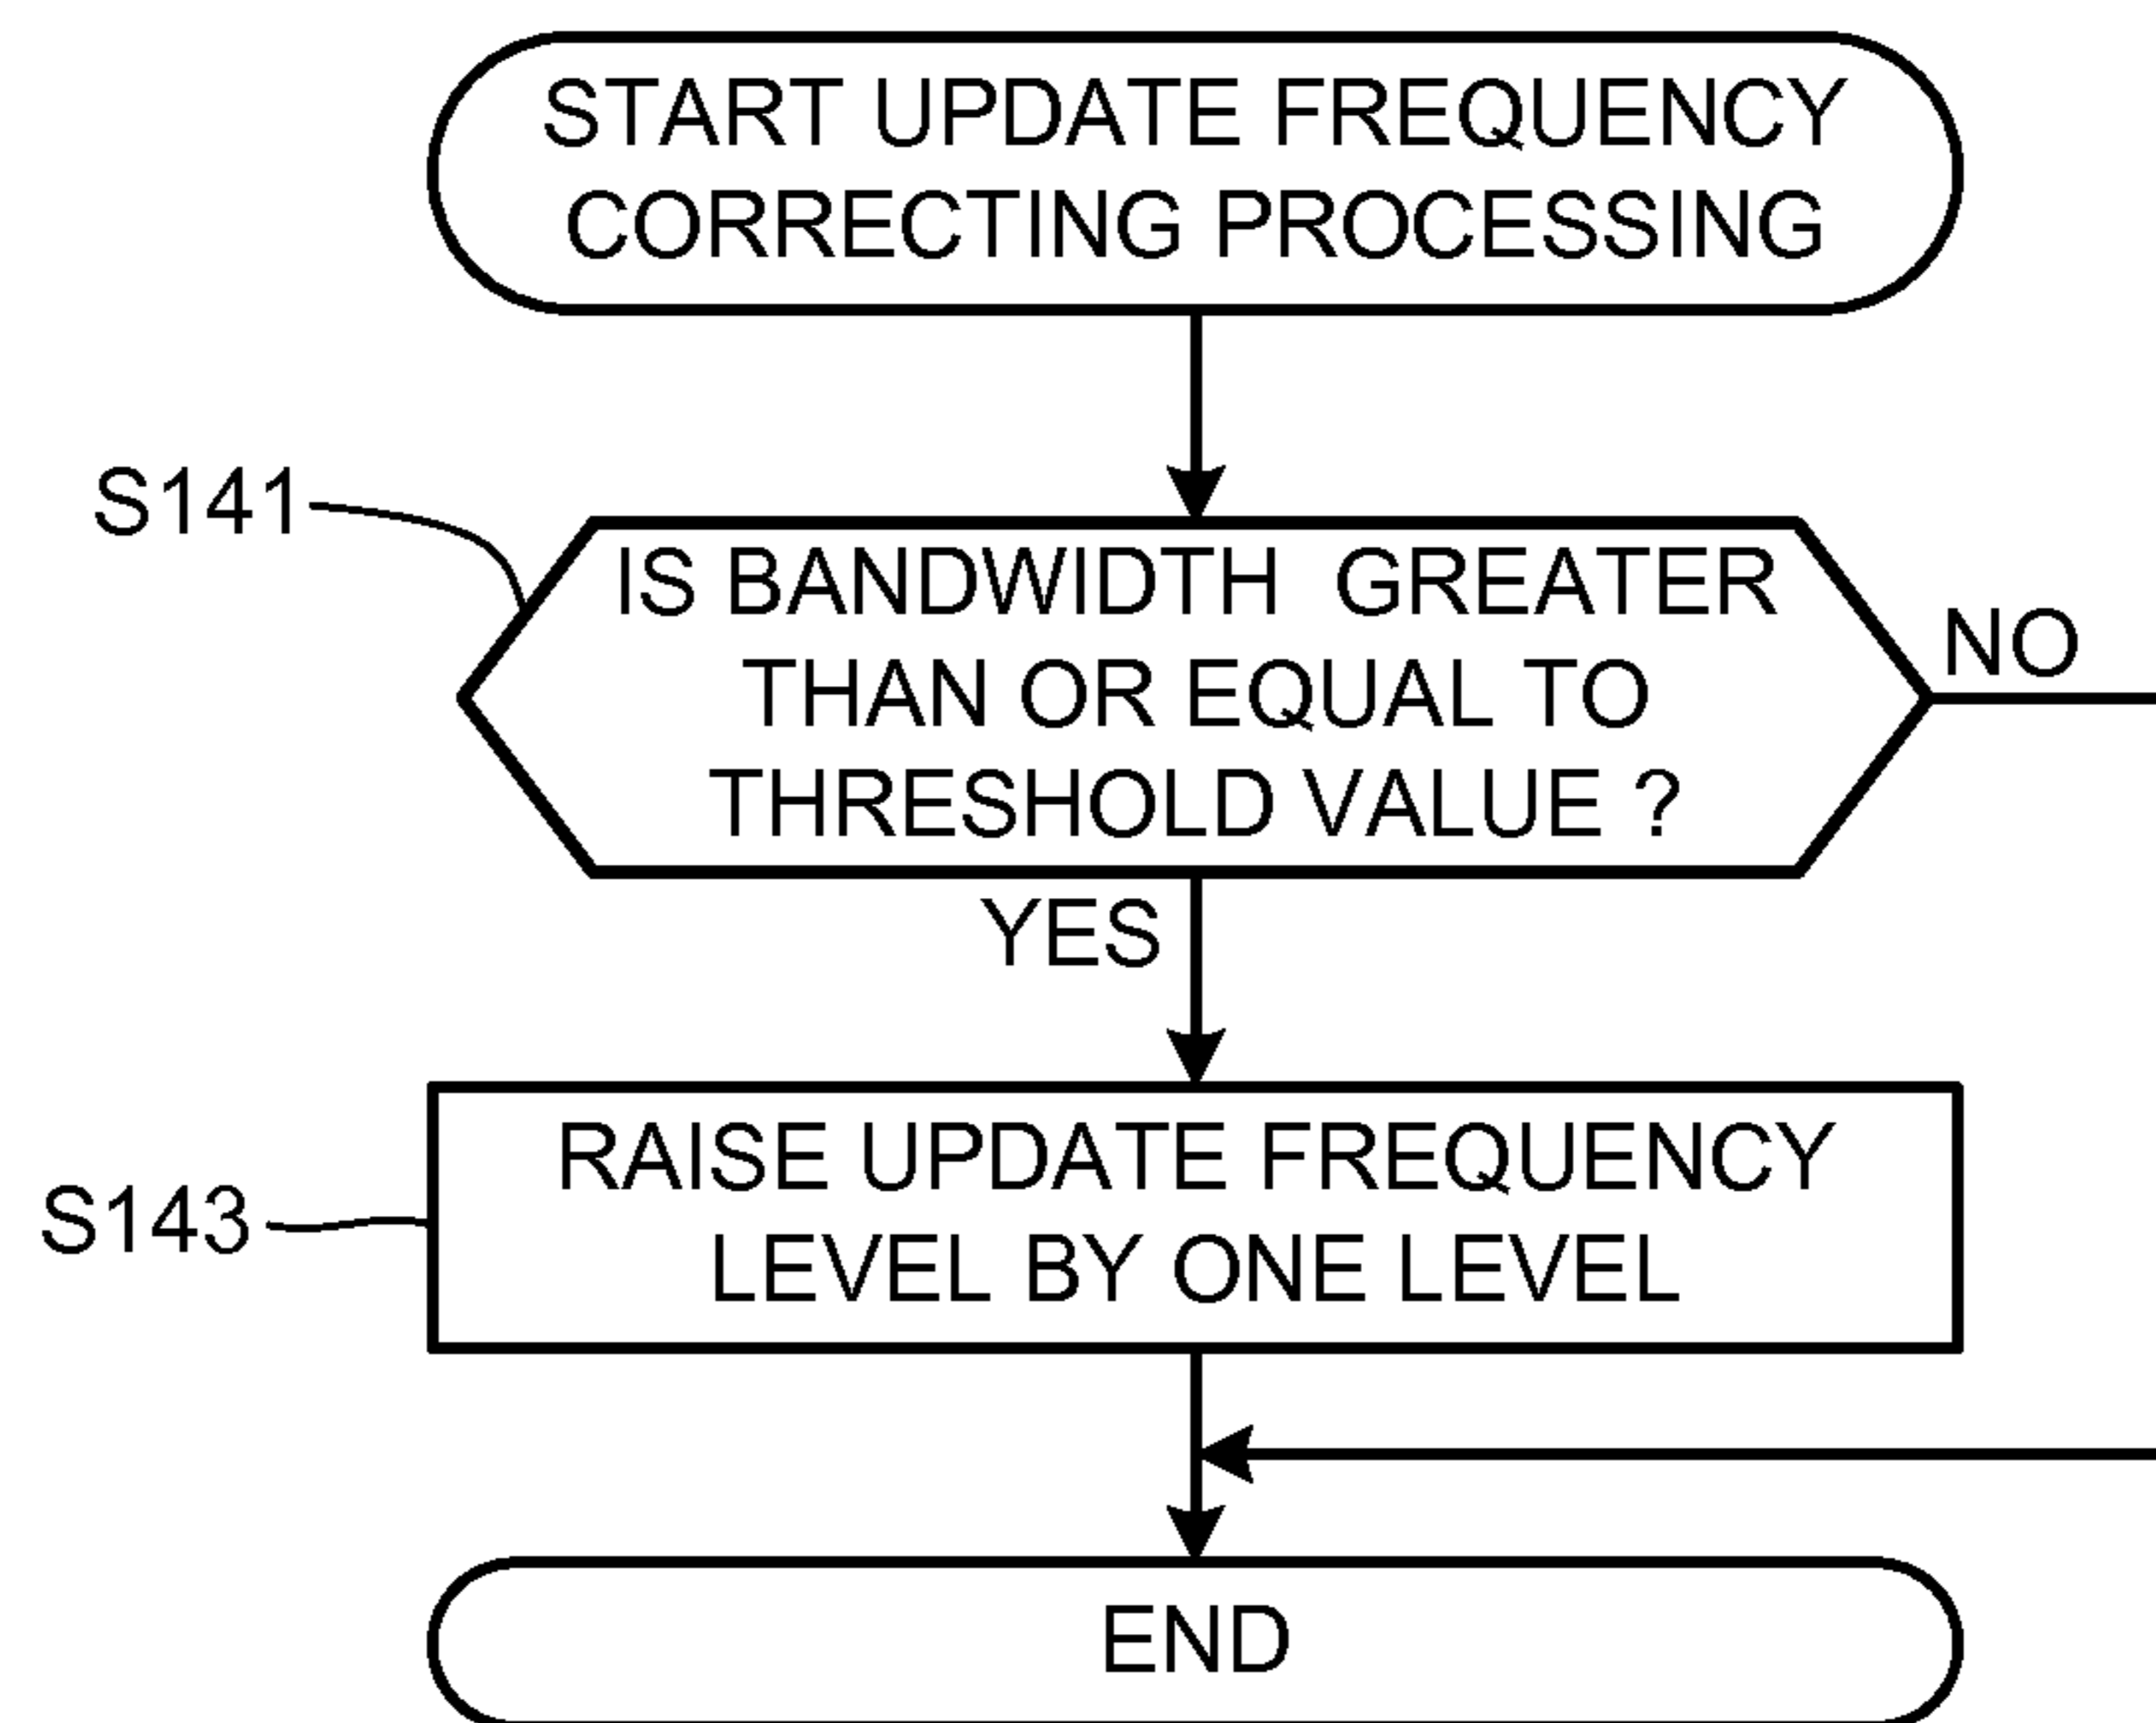 START UPDATE FREQUENCY
CORRECTING PROCESSING
S141
IS BANDWIDTH GREATER
THAN OR EQUAL TO
THRESHOLD VALUE ?
NO
YES
S143
RAISE UPDATE FREQUENCY
LEVEL BY ONE LEVEL
END